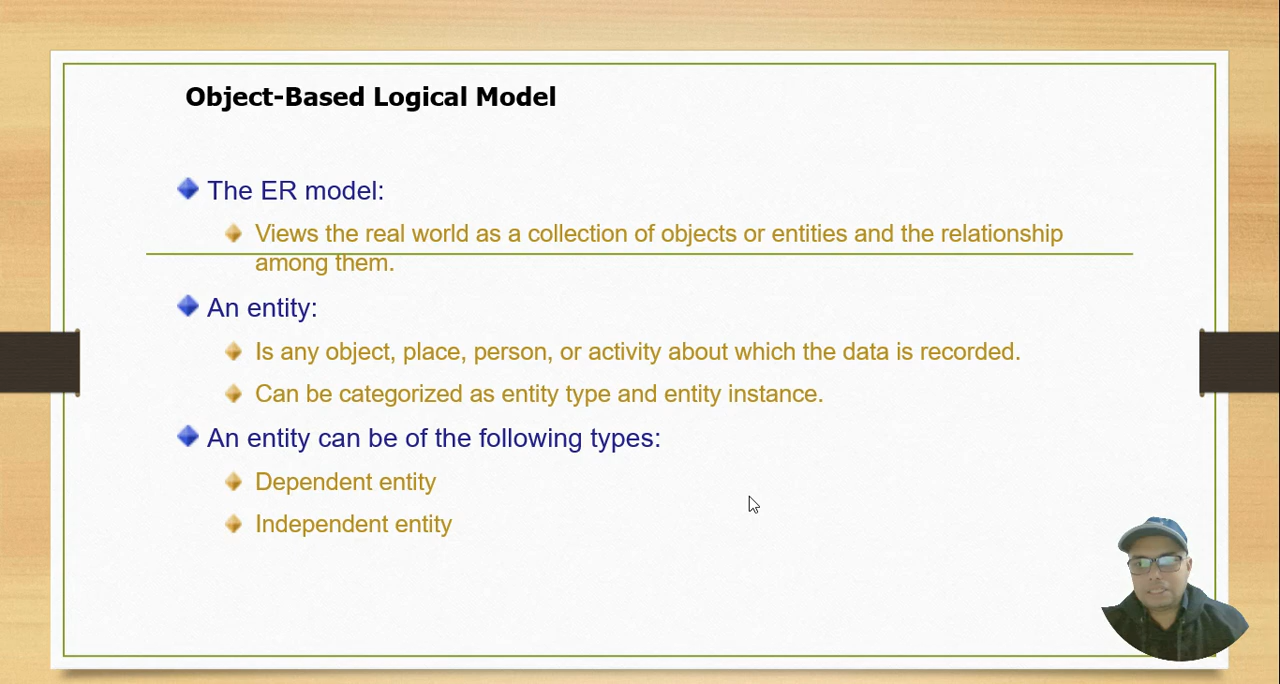 Object-Based Logical Model
The ER model:
Views the real world as a collection of objects or entities and the relationship
among them.
An entity:
Is any object, place, person, or activity about which the data is recorded.
Can be categorized as entity type and entity instance.
An entity can be of the following types:
Dependent entity
Independent entity